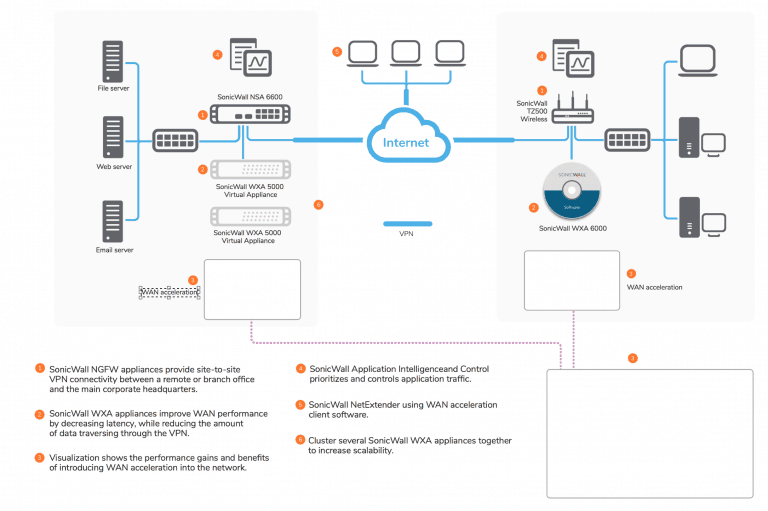 5
4
4
File server
SonicWall NSA 6600
1
1
SonicWall
TZ500
Wireless
Internet
Web server
2
SonicWall WXA 5000
Virtual Appliance
SONICWALL
Software
2
6
SonicWall WXA 5000
Virtual Appliance
VPN
SonicWall WXA 6000
Email server
3
WAN acceleration
3
WAN acceleration
3
1 SonicWall NGFW appliances provide site-to-site
VPN connectivity between a remote or branch office
and the main corporate headquarters.
2 SonicWall WXA appliances improve WAN performance
by decreasing latency, while reducing the amount
of data traversing through the VPN.
3 Visualization shows the performance gains and benefits
of introducing WAN acceleration into the network.
4 SonicWall Application Intelligenceand Control
prioritizes and controls application traffic.
5 SonicWall NetExtender using WAN acceleration
client software.
6 Cluster several SonicWall WXA appliances together
to increase scalability.